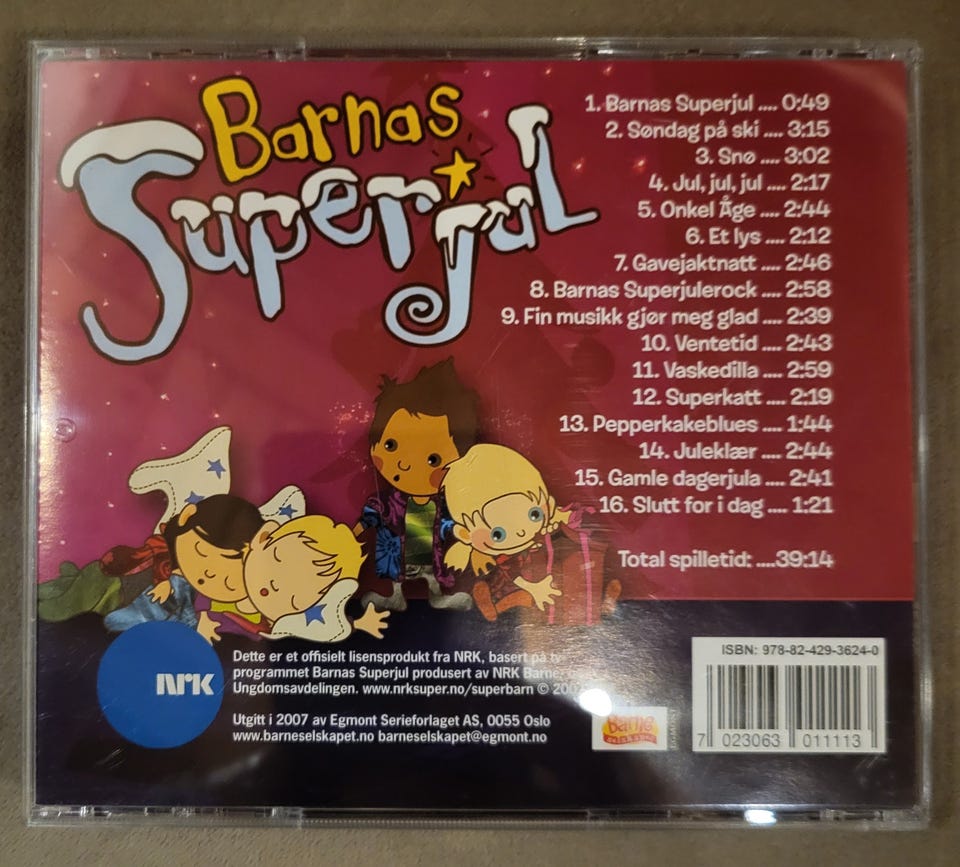 Barnas
Superjul
1. Barnas Superjul .... 0:49
2. Søndag på ski .... 3:15
3. Snø .... 3:02
4. Jul, jul, jul .... 2:17
5. Onkel Åge .... 2:44
6. Et lys .... 2:12
7. Gavejaktnatt .... 2:46
8. Barnas Superjulerock .... 2:58
9. Fin musikk gjør meg glad .... 2:39
10. Ventetid .... 2:43
11. Vaskedilla .... 2:59
12. Superkatt .... 2:19
13. Pepperkakeblues .... 1:44
14. Juleklær .... 2:44
15. Gamle dagerjula .... 2:41
16. Slutt for i dag .... 1:21
Total spilletid: ....39:14
NRK
Dette er et offisielt lisensprodukt fra NRK, basert på tv-
programmet Barnas Superjul produsert av NRK Barne
Ungdomsavdelingen. www.nrksuper.no/superbarn ©
Utgitt i 2007 av Egmont Serieforlaget AS, 0055 Oslo
www.barneselskapet.no barneselskapet@egmont.no
Barne
selskapet
EGMONT
ISBN: 978-82-429-3624-0
7 023063 011113